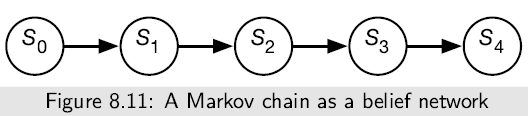 S0 S1 S2 S3 S4
Figure 8.11: A Markov chain as a belief network